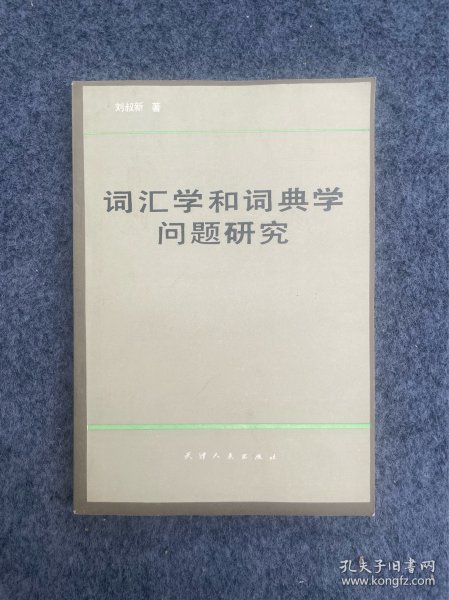 刘叔新 著
词汇学和词典学
问题研究
天津人民出版社
孔夫子旧书网
www.kongfz.com